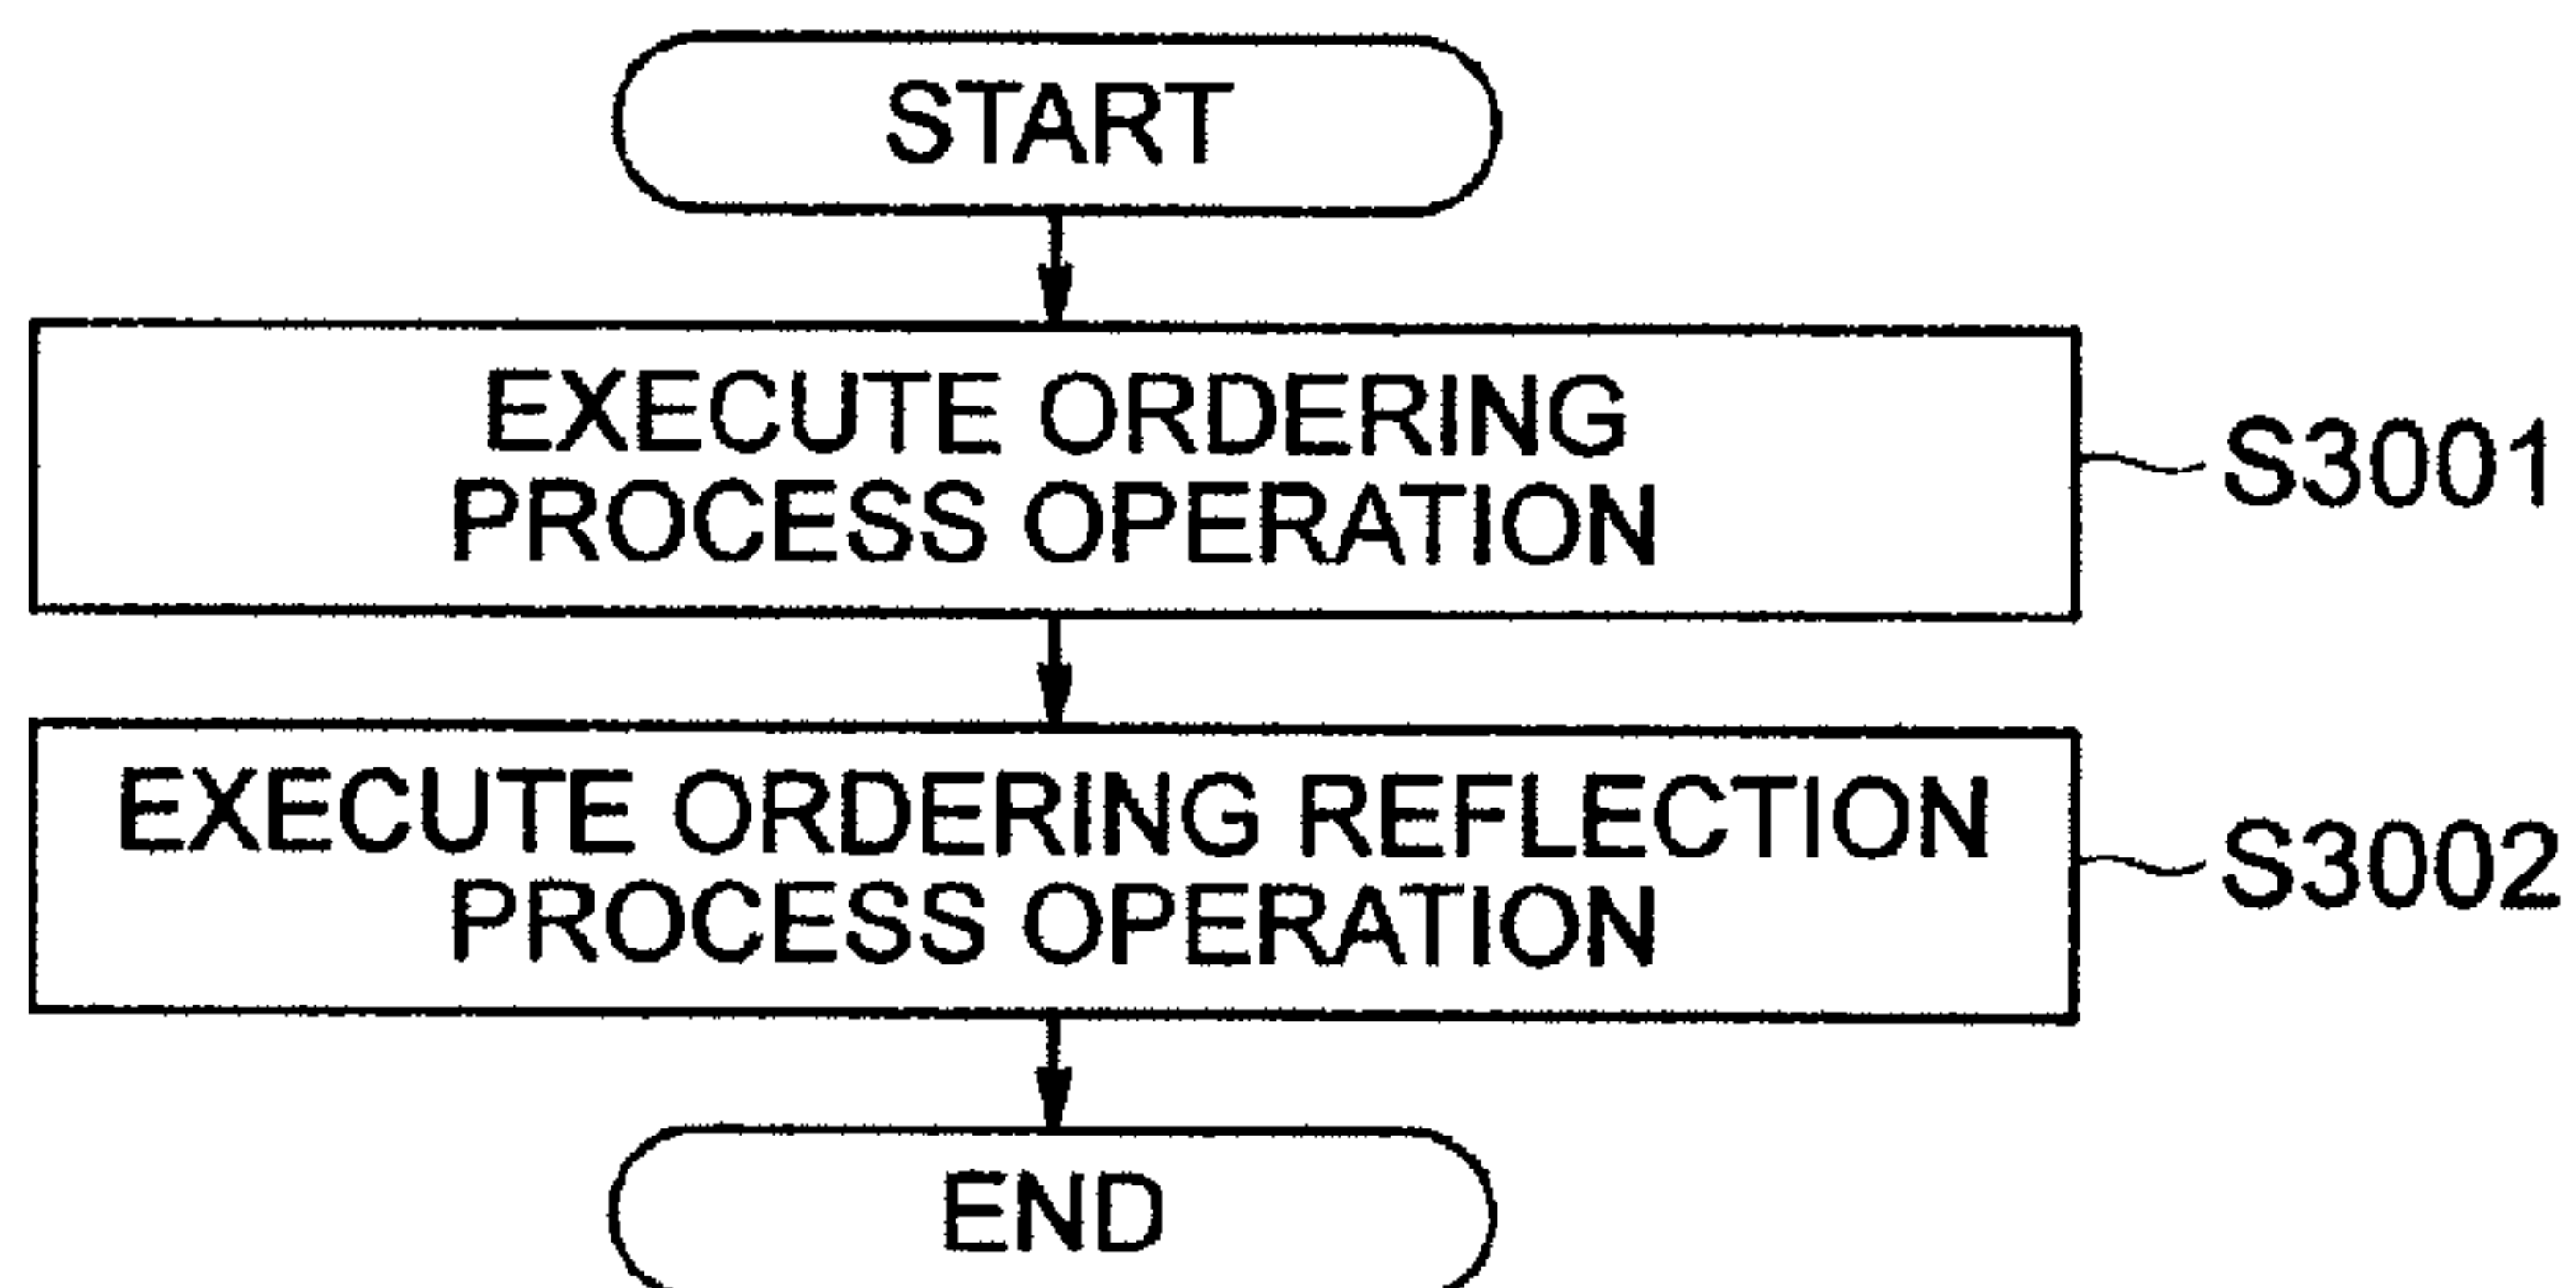 START
EXECUTE ORDERING
PROCESS OPERATION
S3001
EXECUTE ORDERING REFLECTION
PROCESS OPERATION
S3002
END